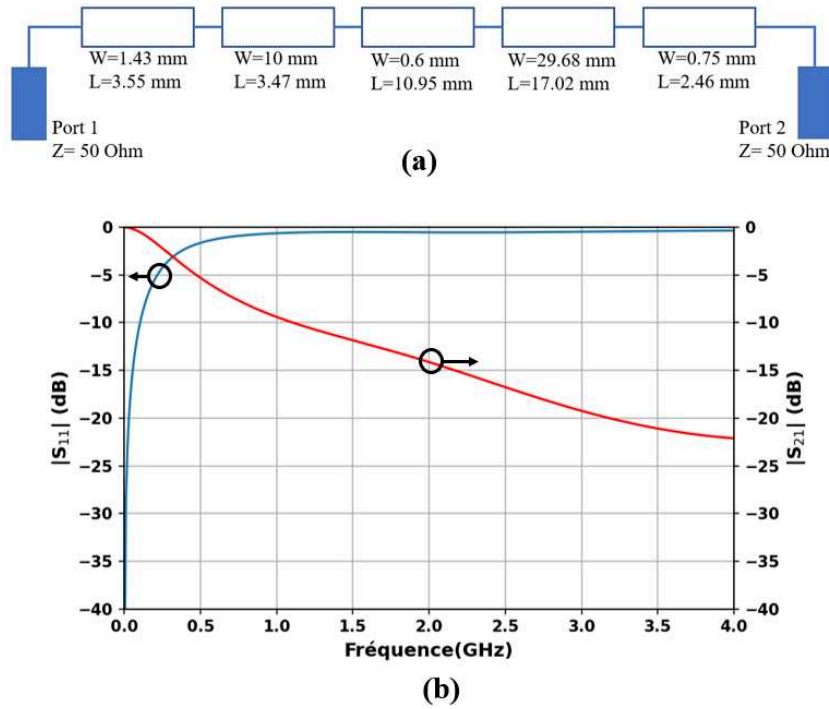 W=1.43 mm
L=3.55 mm
W=10 mm
L=3.47 mm
W=0.6 mm
L=10.95 mm
W=29.68 mm
L=17.02 mm
W=0.75 mm
L=2.46 mm
Port 1
Z= 50 Ohm
Port 2
Z= 50 Ohm
(a)
|S₁₁| (dB)
0
−5
−10
−15
−20
−25
−30
−35
−40
0
−5
−10
−15
−20
−25
−30
−35
−40
|S₂₁| (dB)
0.0 0.5 1.0 1.5 2.0 2.5 3.0 3.5 4.0
Fréquence(GHz)
(b)